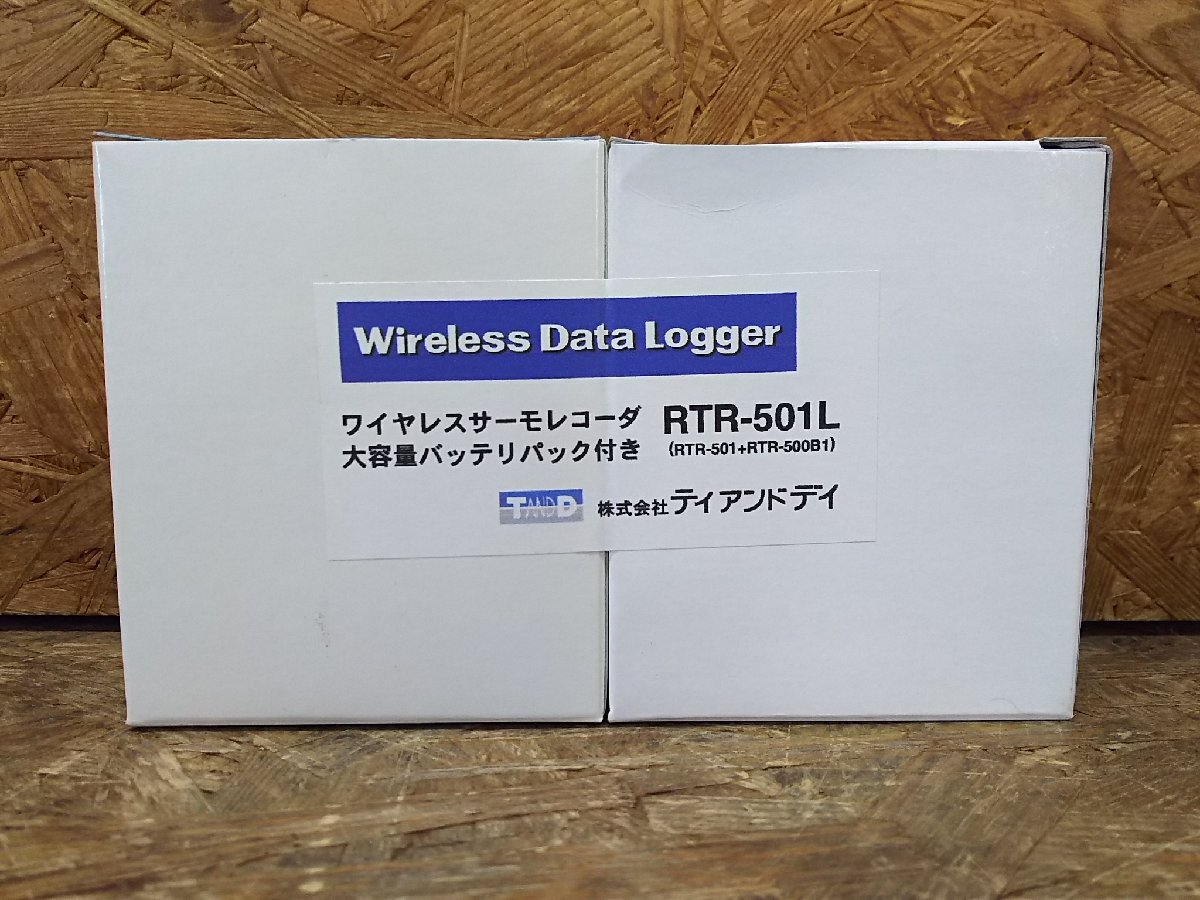 Wireless Data Logger
ワイヤレスサーモレコーダ RTR-501L
大容量バッテリパック付き (RTR-501+RTR-500B1)
TANDD 株式会社ティアンドデイ